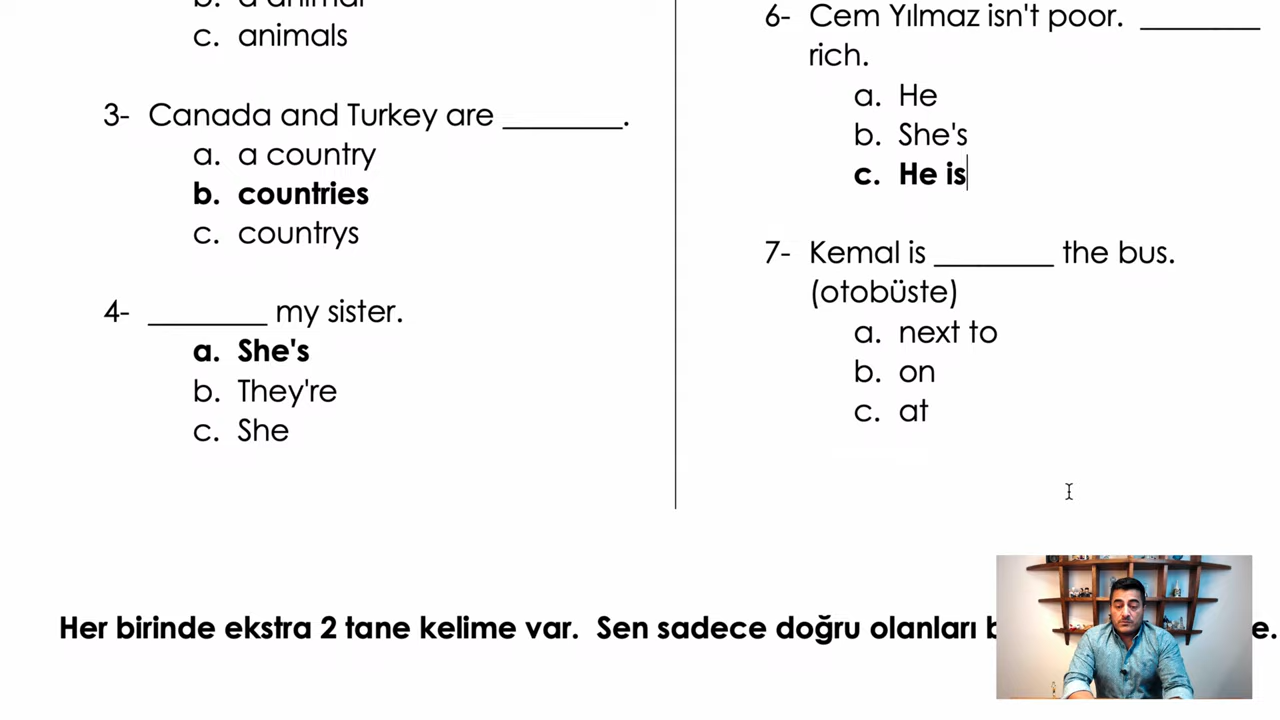 b. a animal
c. animals
3- Canada and Turkey are ________.
a. a country
b. countries
c. countrys
4- ________ my sister.
a. She's
b. They're
c. She
6- Cem Yılmaz isn't poor. ________
rich.
a. He
b. She's
c. He is
7- Kemal is ________ the bus.
(otobüste)
a. next to
b. on
c. at
Her birinde ekstra 2 tane kelime var. Sen sadece doğru olanları